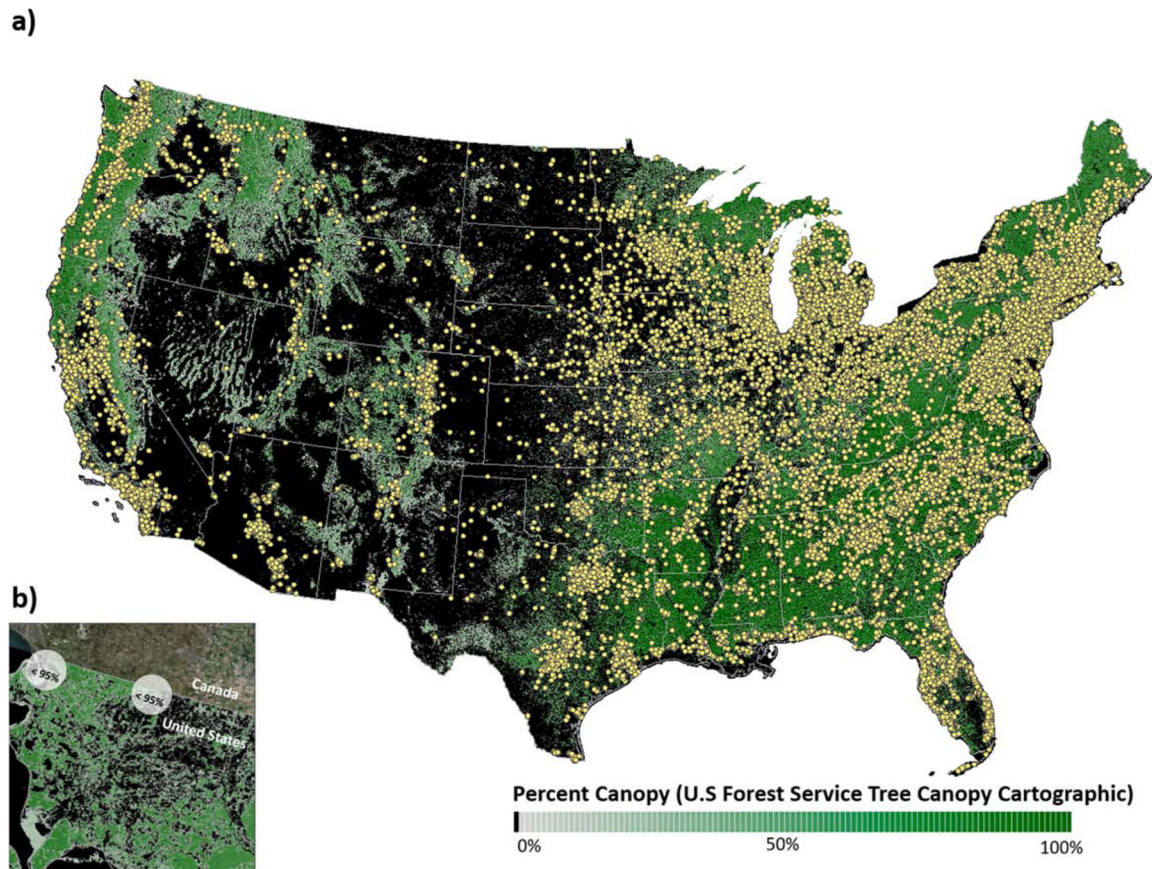 a)
b)
< 95%
< 95%
Canada
United States
Percent Canopy (U.S Forest Service Tree Canopy Cartographic)
0%
50%
100%